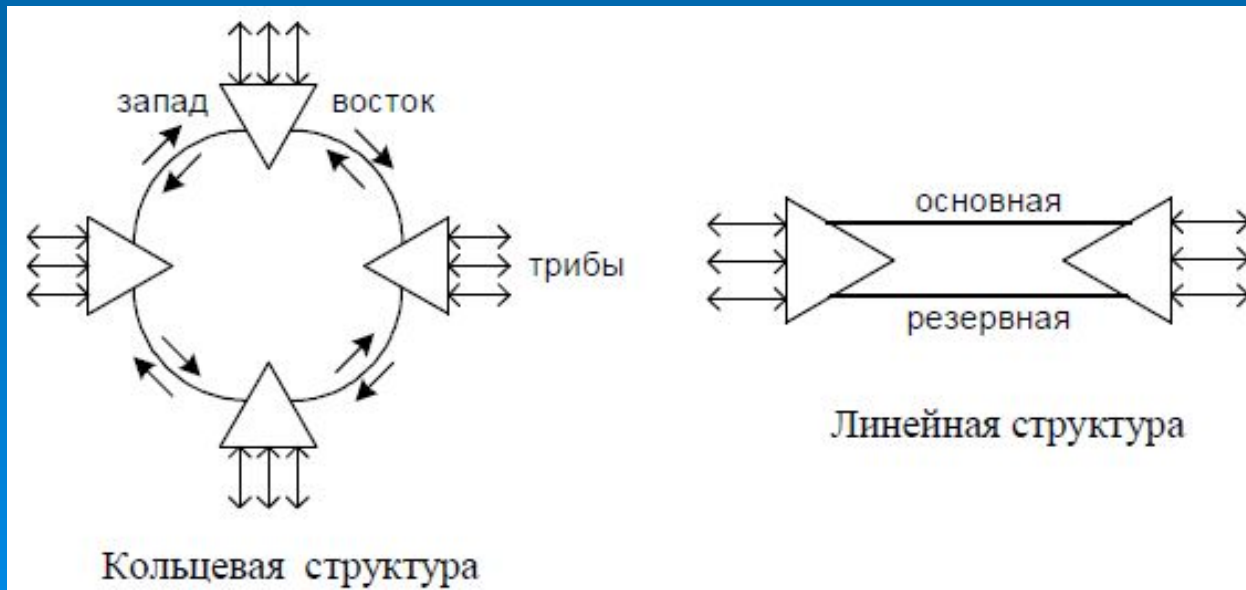 запад
восток
трибы
Кольцевая структура
основная
резервная
Линейная структура